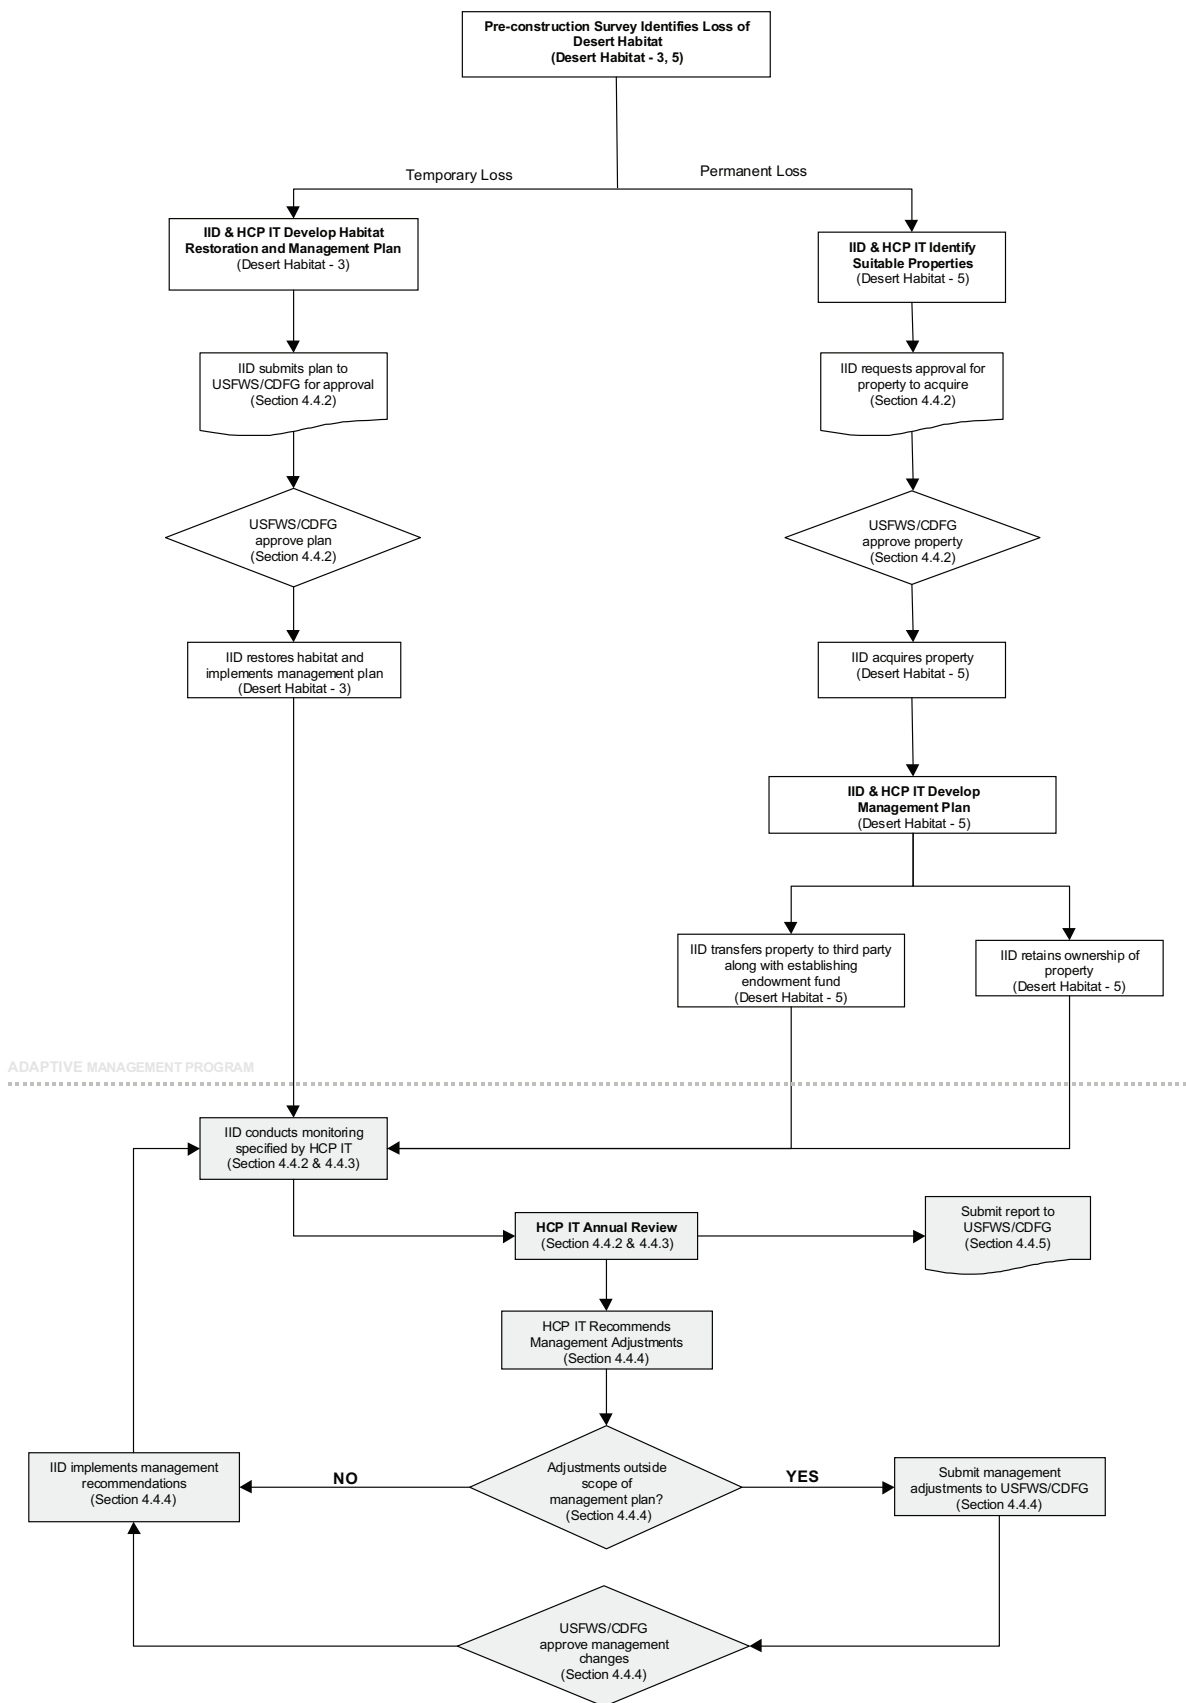 Pre-construction Survey Identifies Loss of
Desert Habitat
(Desert Habitat - 3, 5)
Temporary Loss
Permanent Loss
IID & HCP IT Develop Habitat
Restoration and Management Plan
(Desert Habitat - 3)
IID & HCP IT Identify
Suitable Properties
(Desert Habitat - 5)
IID submits plan to
USFWS/CDFG for approval
(Section 4.4.2)
IID requests approval for
property to acquire
(Section 4.4.2)
USFWS/CDFG
approve plan
(Section 4.4.2)
USFWS/CDFG
approve property
(Section 4.4.2)
IID restores habitat and
implements management plan
(Desert Habitat - 3)
IID acquires property
(Desert Habitat - 5)
IID & HCP IT Develop
Management Plan
(Desert Habitat - 5)
IID transfers property to third party
along with establishing
endowment fund
(Desert Habitat - 5)
IID retains ownership of
property
(Desert Habitat - 5)
ADAPTIVE MANAGEMENT PROGRAM
IID conducts monitoring
specified by HCP IT
(Section 4.4.2 & 4.4.3)
HCP IT Annual Review
(Section 4.4.2 & 4.4.3)
Submit report to
USFWS/CDFG
(Section 4.4.5)
HCP IT Recommends
Management Adjustments
(Section 4.4.4)
IID implements management
recommendations
(Section 4.4.4)
NO
Adjustments outside
scope of
management plan?
(Section 4.4.4)
YES
Submit management
adjustments to USFWS/CDFG
(Section 4.4.4)
USFWS/CDFG
approve management
changes
(Section 4.4.4)